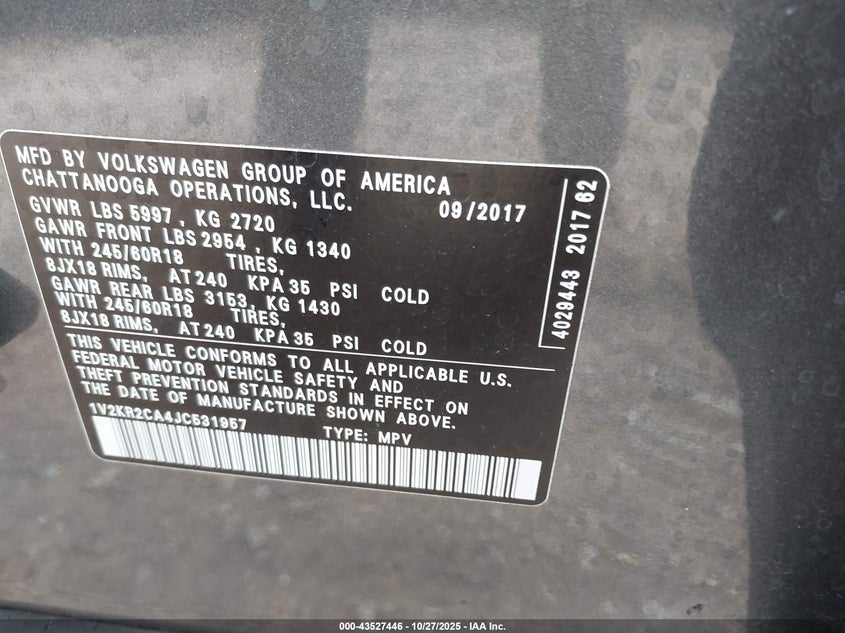 MFD BY VOLKSWAGEN GROUP OF AMERICA
CHATTANOOGA OPERATIONS, LLC.
09/2017
GVWR LBS 5997, KG 2720
GAWR FRONT LBS 2954, KG 1340
WITH 245/60R18 TIRES,
8JX18 RIMS, AT 240 KPA 35 PSI COLD
GAWR REAR LBS 3153, KG 1430
WITH 245/60R18 TIRES,
8JX18 RIMS, AT 240 KPA 35 PSI COLD
THIS VEHICLE CONFORMS TO ALL APPLICABLE U.S.
FEDERAL MOTOR VEHICLE SAFETY AND
THEFT PREVENTION STANDARDS IN EFFECT ON
THE DATE OF MANUFACTURE SHOWN ABOVE.
1V2KR2CA4JC531957 TYPE: MPV
4029443 2017 62
000-43527446 - 10/27/2025 - IAA Inc.